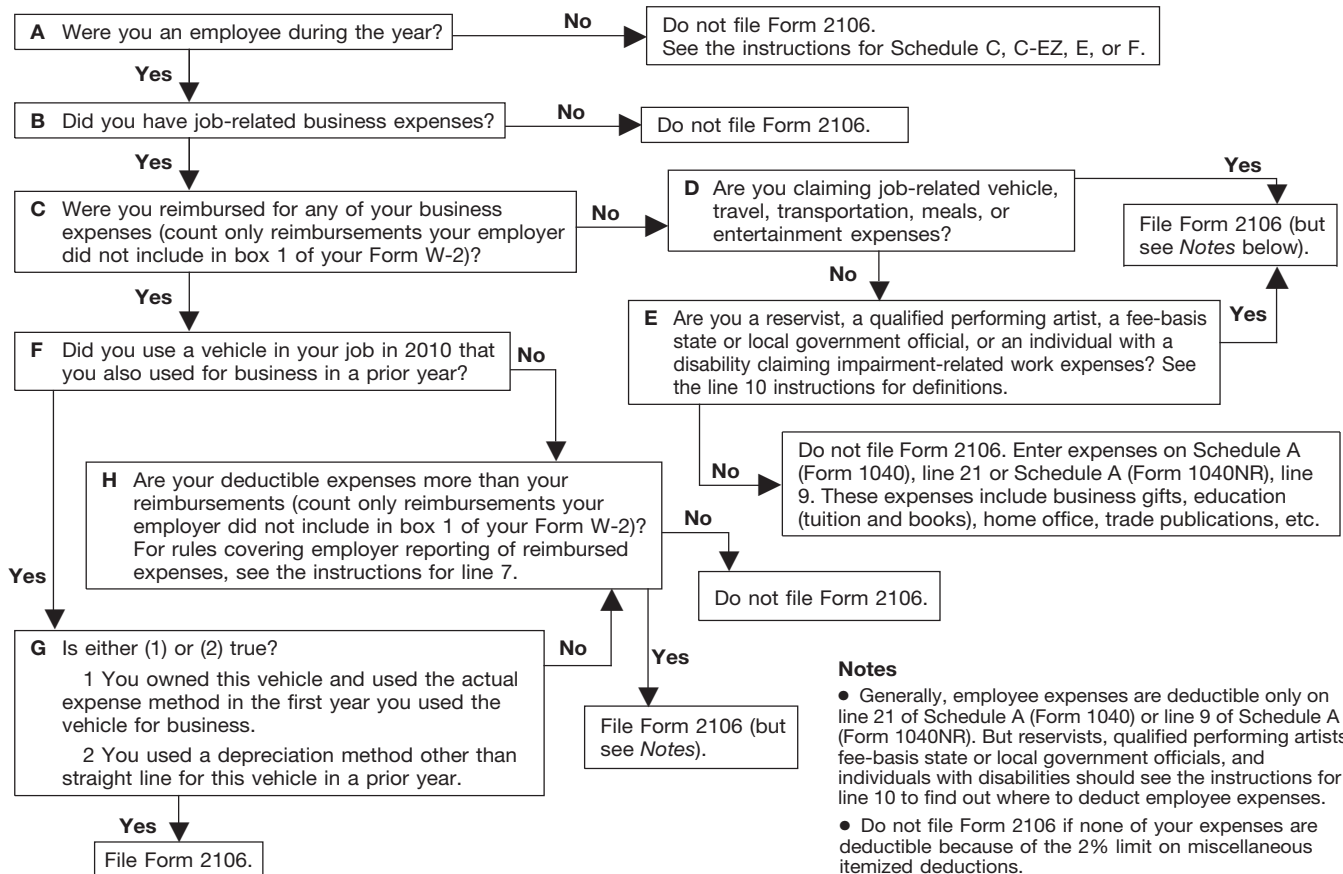 A Were you an employee during the year?
No
Do not file Form 2106.
See the instructions for Schedule C, C-EZ, E, or F.
Yes
B Did you have job-related business expenses?
No
Do not file Form 2106.
Yes
C Were you reimbursed for any of your business
expenses (count only reimbursements your employer
did not include in box 1 of your Form W-2)?
No
D Are you claiming job-related vehicle,
travel, transportation, meals, or
entertainment expenses?
Yes
File Form 2106 (but
see Notes below).
No
Yes
E Are you a reservist, a qualified performing artist, a fee-basis
state or local government official, or an individual with a
disability claiming impairment-related work expenses? See
the line 10 instructions for definitions.
Yes
No
Do not file Form 2106. Enter expenses on Schedule A
(Form 1040), line 21 or Schedule A (Form 1040NR), line
9. These expenses include business gifts, education
(tuition and books), home office, trade publications, etc.
F Did you use a vehicle in your job in 2010 that
you also used for business in a prior year?
No
H Are your deductible expenses more than your
reimbursements (count only reimbursements your
employer did not include in box 1 of your Form W-2)?
For rules covering employer reporting of reimbursed
expenses, see the instructions for line 7.
No
Do not file Form 2106.
Yes
G Is either (1) or (2) true?
1 You owned this vehicle and used the actual
expense method in the first year you used the
vehicle for business.
2 You used a depreciation method other than
straight line for this vehicle in a prior year.
No
Yes
File Form 2106 (but
see Notes).
Yes
File Form 2106.
Notes
● Generally, employee expenses are deductible only on
line 21 of Schedule A (Form 1040) or line 9 of Schedule A
(Form 1040NR). But reservists, qualified performing artists,
fee-basis state or local government officials, and
individuals with disabilities should see the instructions for
line 10 to find out where to deduct employee expenses.
● Do not file Form 2106 if none of your expenses are
deductible because of the 2% limit on miscellaneous
itemized deductions.